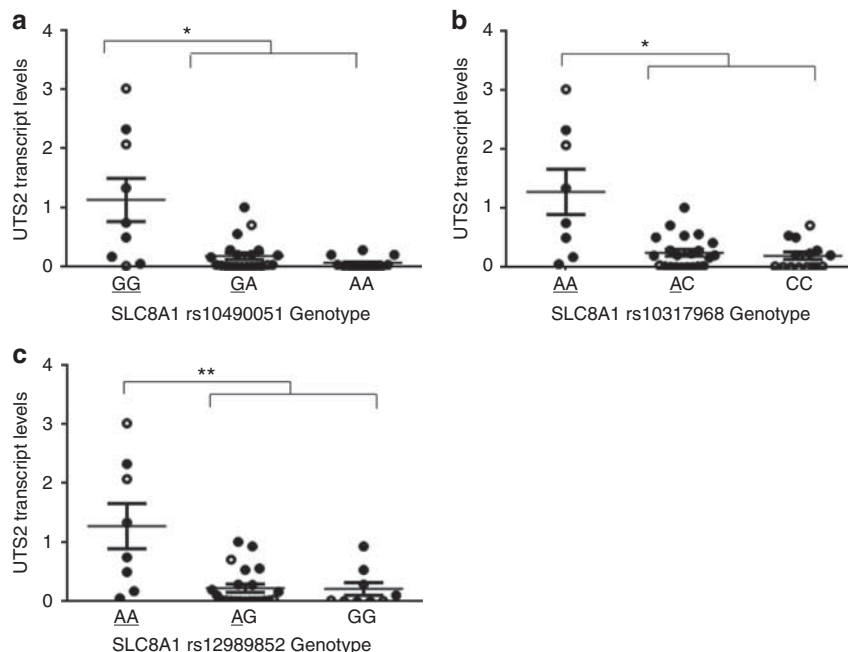 a
*
4
3
2
1
0
UTS2 transcript levels
GG GA AA
SLC8A1 rs10490051 Genotype
b
*
4
3
2
1
0
UTS2 transcript levels
AA AC CC
SLC8A1 rs10317968 Genotype
c
**
4
3
2
1
0
UTS2 transcript levels
AA AG GG
SLC8A1 rs12989852 Genotype